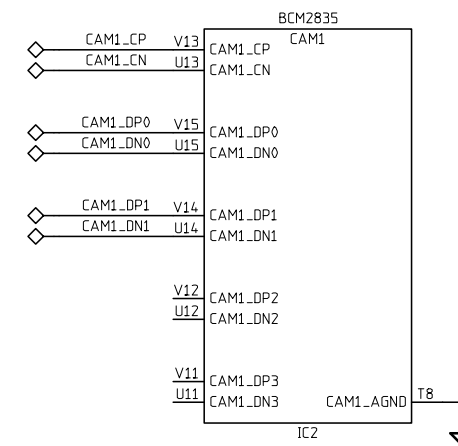 BCM2835
CAM1
CAM1_CP V13 CAM1_CP
CAM1_CN U13 CAM1_CN
CAM1_DP0 V15 CAM1_DP0
CAM1_DN0 U15 CAM1_DN0
CAM1_DP1 V14 CAM1_DP1
CAM1_DN1 U14 CAM1_DN1
V12 CAM1_DP2
U12 CAM1_DN2
V11 CAM1_DP3
U11 CAM1_DN3 CAM1_AGND T8
IC2